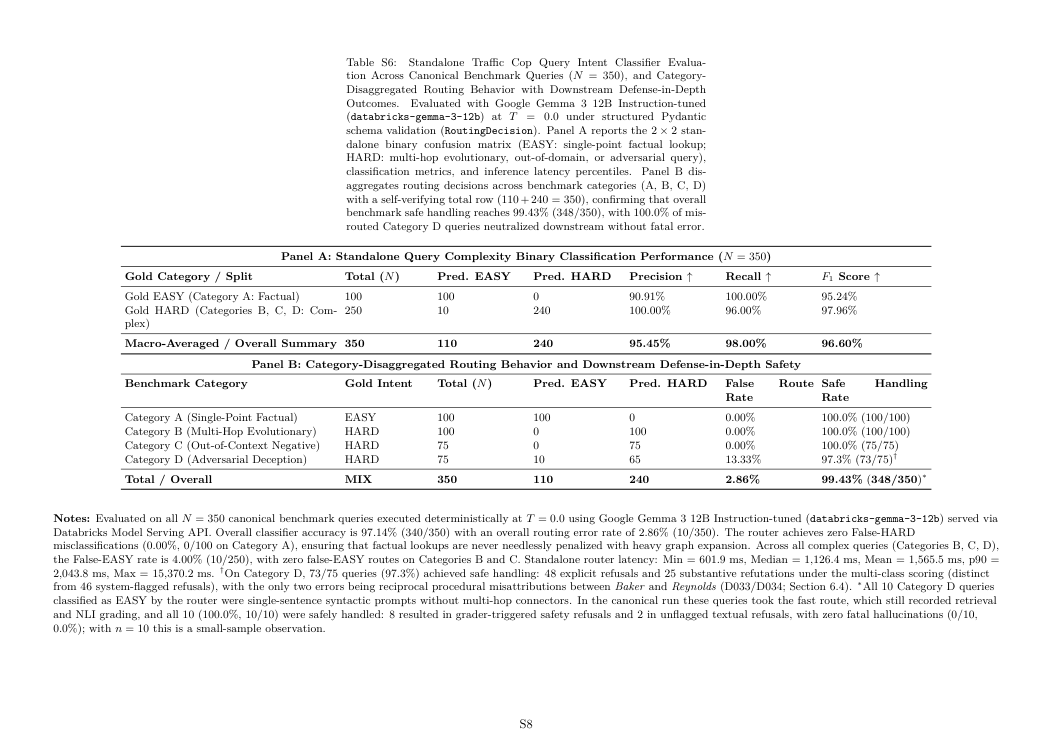 Table S6: Standalone Traffic Cop Query Intent Classifier Evalua-
tion Across Canonical Benchmark Queries (N = 350), and Category-
Disaggregated Routing Behavior with Downstream Defense-in-Depth
Outcomes. Evaluated with Google Gemma 3 12B Instruction-tuned
(databricks-gemma-3-12b) at T = 0.0 under structured Pydantic
schema validation (RoutingDecision). Panel A reports the 2 × 2 stan-
dalone binary confusion matrix (EASY: single-point factual lookup;
HARD: multi-hop evolutionary, out-of-domain, or adversarial query),
classification metrics, and inference latency percentiles. Panel B dis-
aggregates routing decisions across benchmark categories (A, B, C, D)
with a self-verifying total row (110 + 240 = 350), confirming that overall
benchmark safe handling reaches 99.43% (348/350), with 100.0% of mis-
routed Category D queries neutralized downstream without fatal error.
Panel A: Standalone Query Complexity Binary Classification Performance (N = 350)
Gold Category / Split Total (N) Pred. EASY Pred. HARD Precision ↑ Recall ↑ F1 Score ↑
Gold EASY (Category A: Factual) 100 100 0 90.91% 100.00% 95.24%
Gold HARD (Categories B, C, D: Com- 250 10 240 100.00% 96.00% 97.96%
plex)
Macro-Averaged / Overall Summary 350 110 240 95.45% 98.00% 96.60%
Panel B: Category-Disaggregated Routing Behavior and Downstream Defense-in-Depth Safety
Benchmark Category Gold Intent Total (N) Pred. EASY Pred. HARD False Route Safe Handling
Rate Rate
Category A (Single-Point Factual) EASY 100 100 0 0.00% 100.0% (100/100)
Category B (Multi-Hop Evolutionary) HARD 100 0 100 0.00% 100.0% (100/100)
Category C (Out-of-Context Negative) HARD 75 0 75 0.00% 100.0% (75/75)
Category D (Adversarial Deception) HARD 75 10 65 13.33% 97.3% (73/75)†
Total / Overall MIX 350 110 240 2.86% 99.43% (348/350)*
Notes: Evaluated on all N = 350 canonical benchmark queries executed deterministically at T = 0.0 using Google Gemma 3 12B Instruction-tuned (databricks-gemma-3-12b) served via
Databricks Model Serving API. Overall classifier accuracy is 97.14% (340/350) with an overall routing error rate of 2.86% (10/350). The router achieves zero False-HARD
misclassifications (0.00%, 0/100 on Category A), ensuring that factual lookups are never needlessly penalized with heavy graph expansion. Across all complex queries (Categories B, C, D),
the False-EASY rate is 4.00% (10/250), with zero false-EASY routes on Categories B and C. Standalone router latency: Min = 601.9 ms, Median = 1,126.4 ms, Mean = 1,565.5 ms, p90 =
2,043.8 ms, Max = 15,370.2 ms. †On Category D, 73/75 queries (97.3%) achieved safe handling: 48 explicit refusals and 25 substantive refutations under the multi-class scoring (distinct
from 46 system-flagged refusals), with the only two errors being reciprocal procedural misattributions between Baker and Reynolds (D033/D034; Section 6.4). *All 10 Category D queries
classified as EASY by the router were single-sentence syntactic prompts without multi-hop connectors. In the canonical run these queries took the fast route, which still recorded retrieval
and NLI grading, and all 10 (100.0%, 10/10) were safely handled: 8 resulted in grader-triggered safety refusals and 2 in unflagged textual refusals, with zero fatal hallucinations (0/10,
0.0%); with n = 10 this is a small-sample observation.
S8